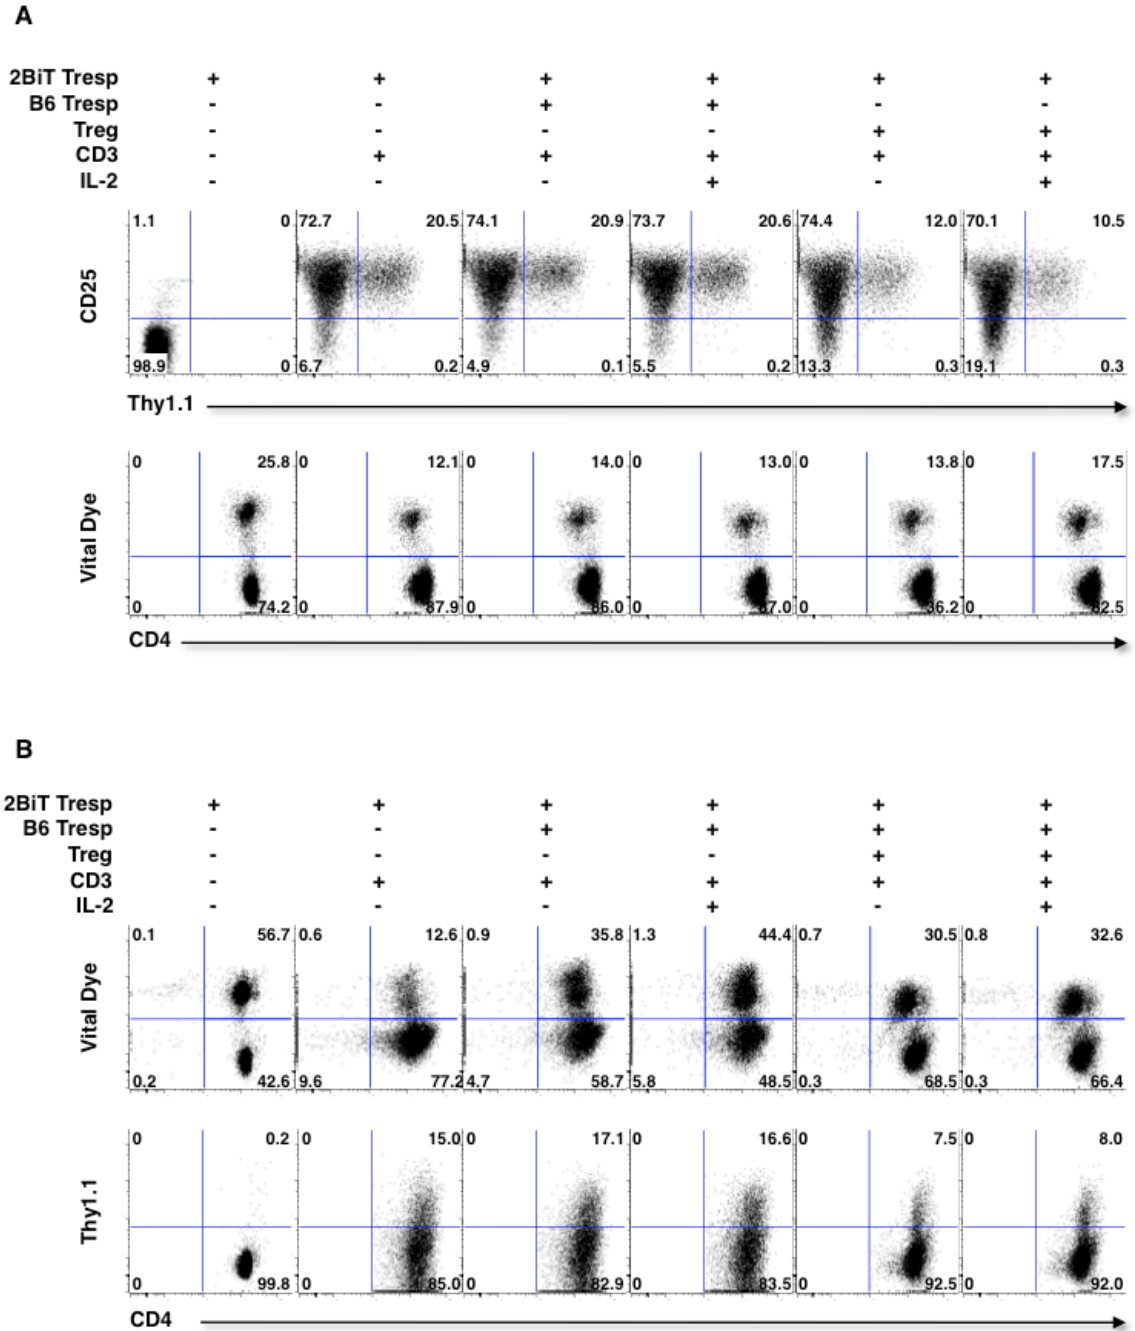 A
2BiT Tresp + + + + + +
B6 Tresp - - + + - -
Treg - - - - + +
CD3 - + + + + +
IL-2 - - - + - +
1.1 0 72.7 20.5 74.1 20.9 73.7 20.6 74.4 12.0 70.1 10.5
CD25
98.9 0 6.7 0.2 4.9 0.1 5.5 0.2 13.3 0.3 19.1 0.3
Thy1.1
0 25.8 0 12.1 0 14.0 0 13.0 0 13.8 0 17.5
Vital Dye
0 74.2 0 87.9 0 86.0 0 87.0 0 36.2 0 82.5
CD4
B
2BiT Tresp + + + + + +
B6 Tresp - - + + + +
Treg - - - - + +
CD3 - + + + + +
IL-2 - - - + - +
0.1 56.7 0.6 12.6 0.9 35.8 1.3 44.4 0.7 30.5 0.8 32.6
Vital Dye
0.2 42.6 9.6 77.2 4.7 58.7 5.8 48.5 0.3 68.5 0.3 66.4
0 0.2 0 15.0 0 17.1 0 16.6 0 7.5 0 8.0
Thy1.1
0 99.8 0 85.0 0 82.9 0 83.5 0 92.5 0 92.0
CD4